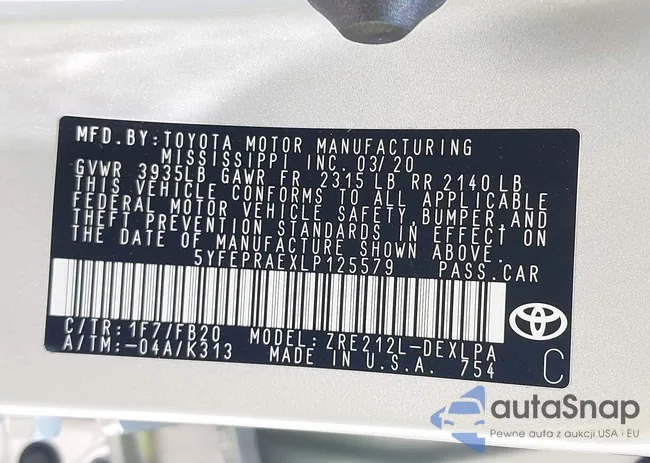 MFD.BY:TOYOTA MOTOR MANUFACTURING
MISSISSIPPI INC. 03/20
GVWR 3935LB GAWR FR 2315 LB RR 2140 LB
THIS VEHICLE CONFORMS TO ALL APPLICABLE
FEDERAL MOTOR VEHICLE SAFETY, BUMPER, AND
THEFT PREVENTION STANDARDS IN EFFECT ON
THE DATE OF MANUFACTURE SHOWN ABOVE.
5YFEPRAEXLP125579 PASS.CAR
C/TR:1F7/FB20 MODEL:ZRE212L-DEXLPA
A/TM:-04A/K313 MADE IN U.S.A. 754
C
autaSnap
Pewne auta z aukcji USA i EU